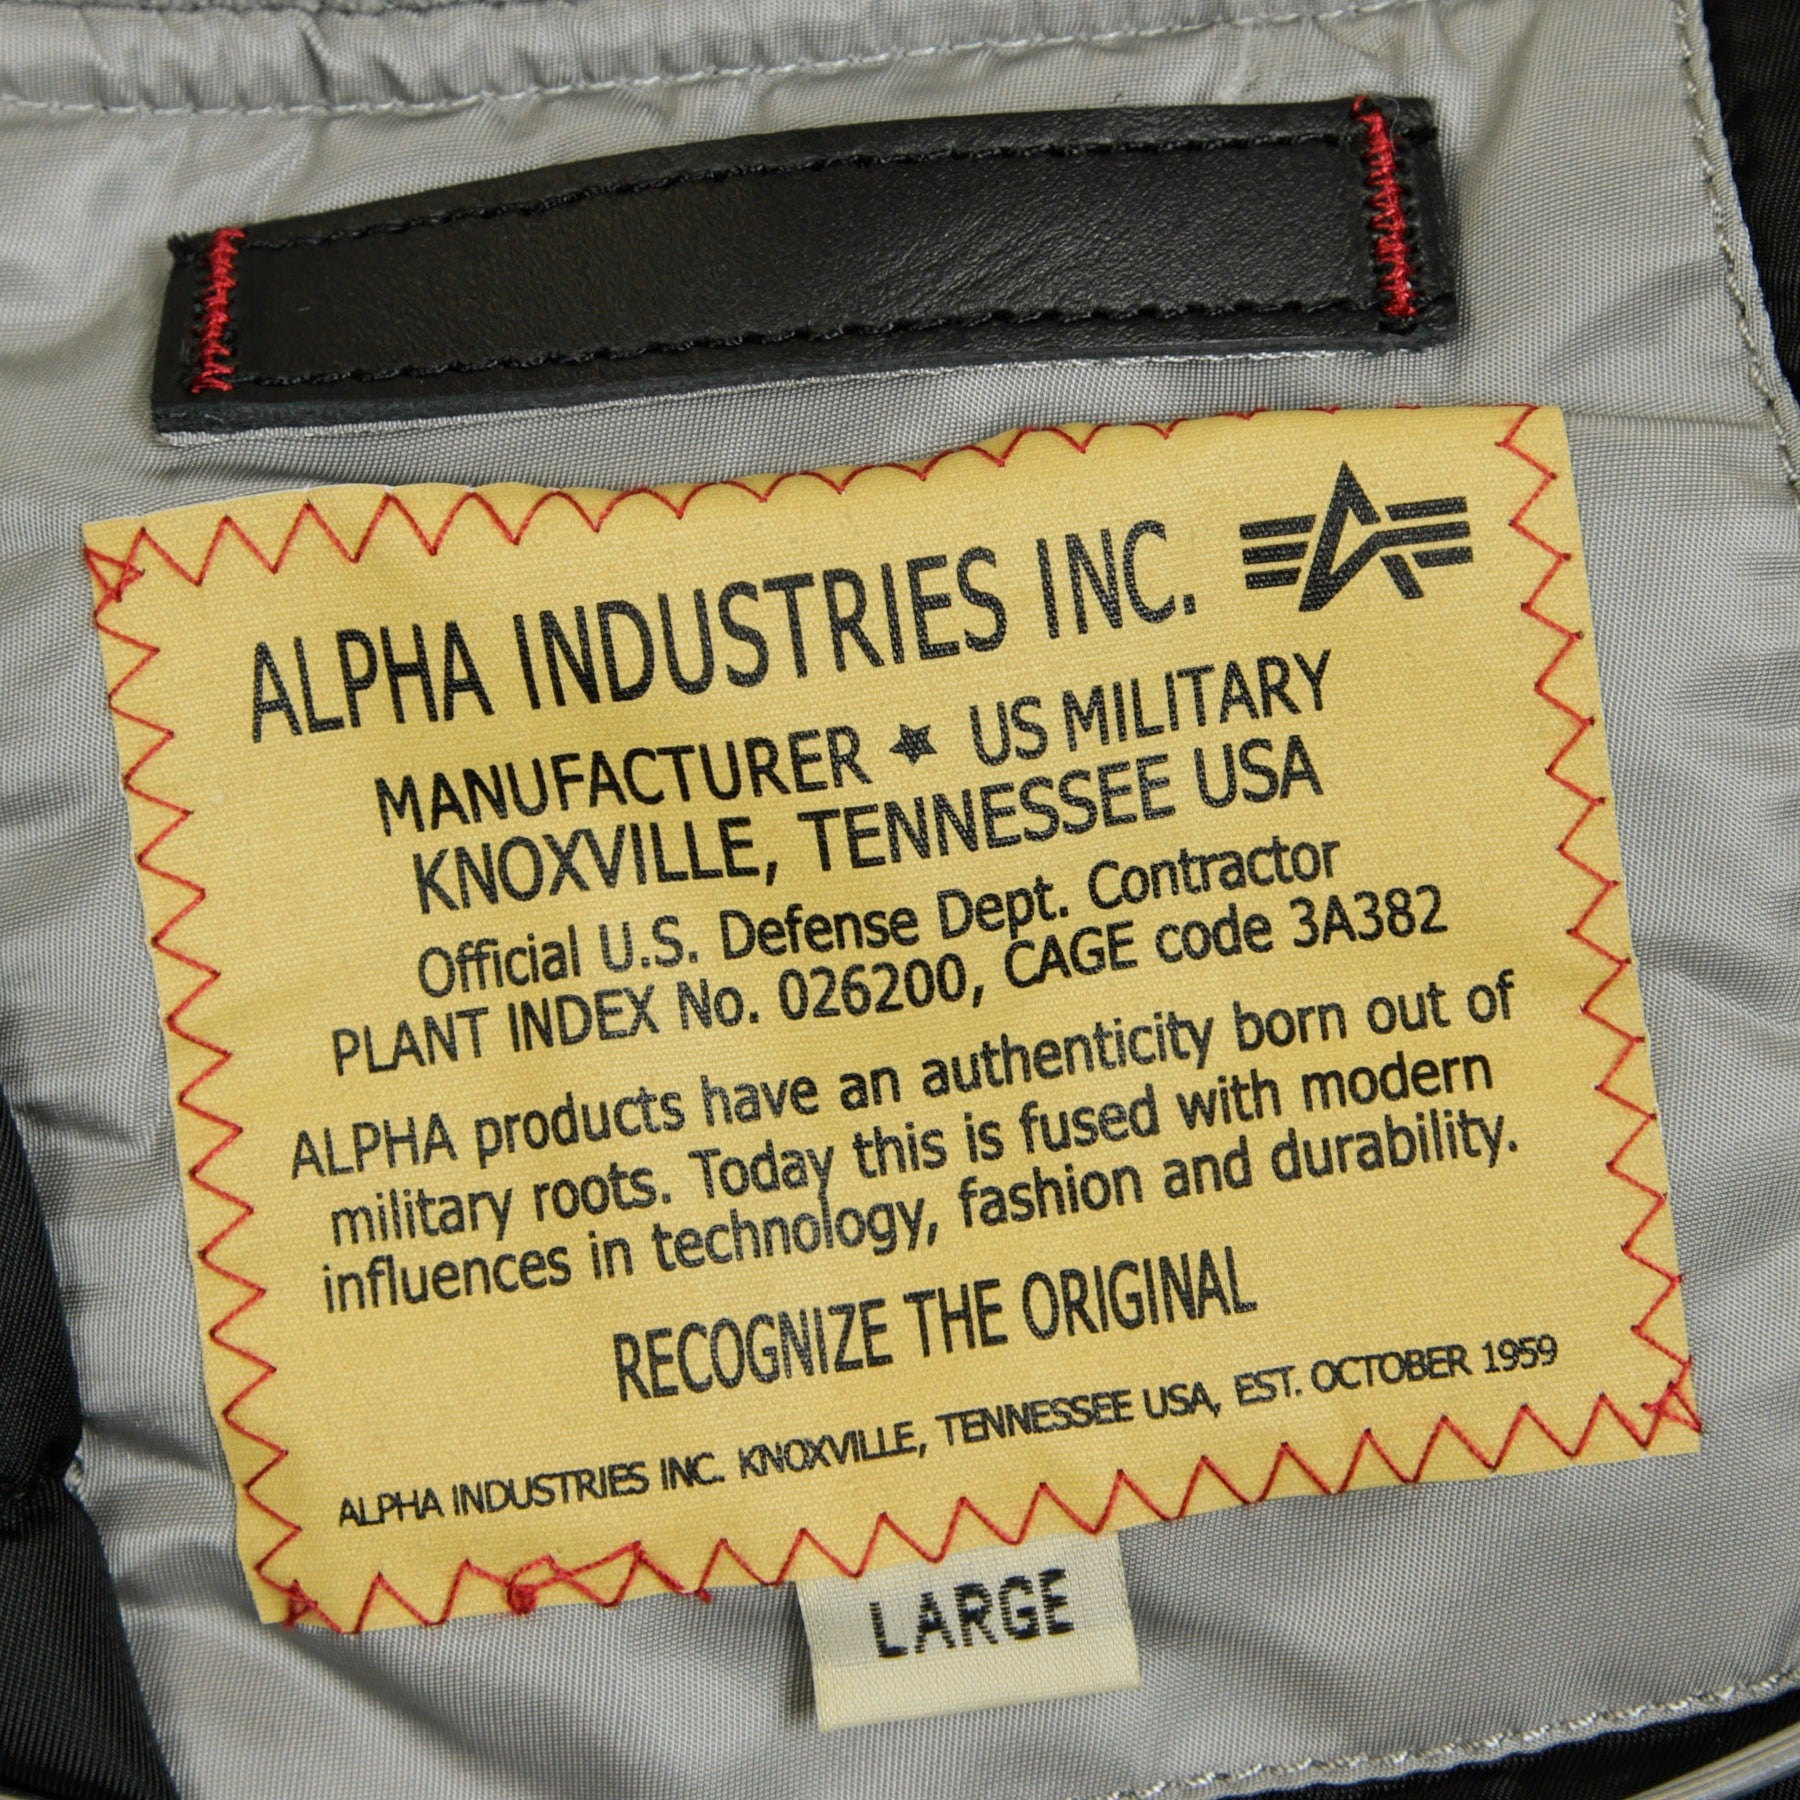 ALPHA INDUSTRIES INC.
MANUFACTURER ★ US MILITARY
KNOXVILLE, TENNESSEE USA
Official U.S. Defense Dept. Contractor
PLANT INDEX No. 026200, CAGE code 3A382
ALPHA products have an authenticity born out of
military roots. Today this is fused with modern
influences in technology, fashion and durability.
RECOGNIZE THE ORIGINAL
ALPHA INDUSTRIES INC. KNOXVILLE, TENNESSEE USA, EST. OCTOBER 1959
LARGE